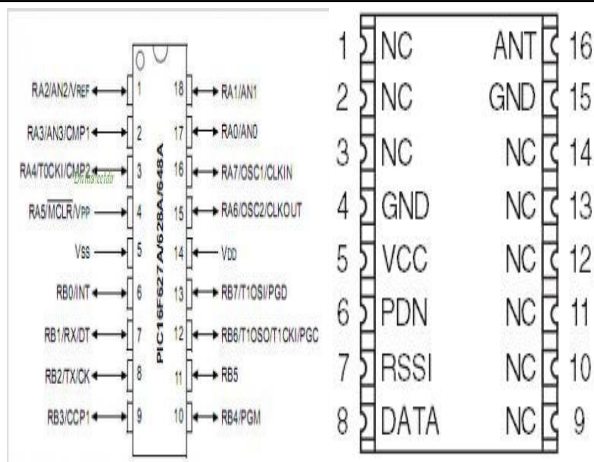 RA2/AN2/VREF 1 18 RA1/AN1
RA3/AN3/CMP1 2 17 RA0/AN0
RA4/T0CKI/CMP2 3 16 RA7/OSC1/CLKIN
RA5/MCLR/VPP 4 15 RA6/OSC2/CLKOUT
VSS 5 14 VDD
RB0/INT 6 13 RB7/T1OSI/PGD
RB1/RX/DT 7 12 RB6/T1OSO/T1CKI/PGC
RB2/TX/CK 8 11 RB5
RB3/CCP1 9 10 RB4/PGM
PIC16F627A/628A/648A
1 NC ANT 16
2 NC GND 15
3 NC NC 14
4 GND NC 13
5 VCC NC 12
6 PDN NC 11
7 RSSI NC 10
8 DATA NC 9